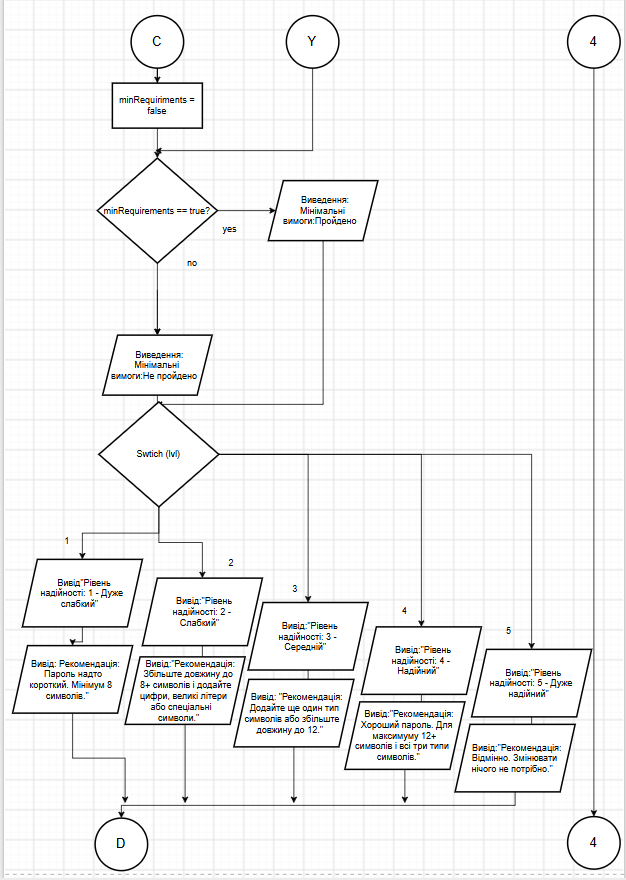 C
Y
4
minRequiriments =
false
minRequirements == true?
yes
Виведення:
Мінімальні
вимоги:Пройдено
no
Виведення:
Мінімальні
вимоги:Не пройдено
Swtich (lvl)
1
Вивід"Рівень
надійності: 1 - Дуже
слабкий"
Вивід: Рекомендація:
Пароль надто
короткий. Мінімум 8
символів."
2
Вивід:"Рівень
надійності: 2 -
Слабкий"
Вивід:"Рекомендація:
Збільште довжину до
8+ символів і додайте
цифри, великі літери
або спеціальні
символи."
3
Вивід:"Рівень
надійності: 3 -
Середній"
Вивід: "Рекомендація:
Додайте ще один тип
символів або збільште
довжину до 12."
4
Вивід:"Рівень
надійності: 4 -
Надійний"
Вивід:"Рекомендація:
Хороший пароль. Для
максимуму 12+
символів і всі три типи
символів."
5
Вивід:"Рівень
надійності: 5 - Дуже
надійний"
Вивід:"Рекомендація:
Відмінно. Змінювати
нічого не потрібно."
D
4